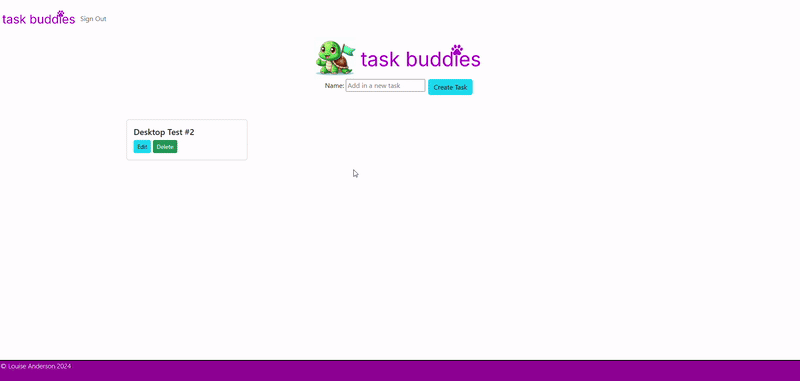 task buddies Sign Out
task buddies
Name: Add in a new task Create Task
Desktop Test #2
Edit Delete
© Louise Anderson 2024